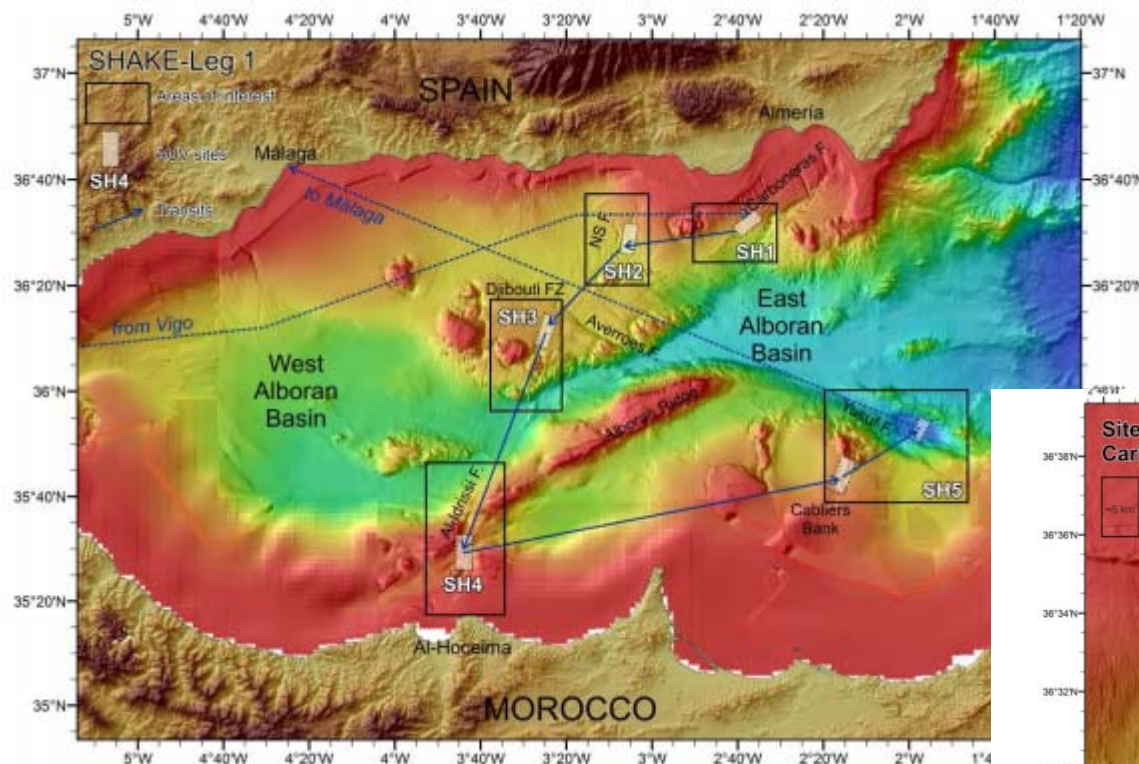 5°W 4°40'W 4°20'W 4°W 3°40'W 3°20'W 3°W 2°40'W 2°20'W 2°W 1°40'W 1°20'W
37°N
SHAKE-Leg 1
SPAIN
37°N
Areas of interest
Almería
AUV sites
Málaga
SH4
36°40'N
Carboneras F.
36°40'N
to Málaga
Transits
NS F.
SH1
SH2
36°20'N
Djibouti FZ
East
Alboran
Basin
36°20'N
SH3
from Vigo
Averroes F.
West
Alboran
Basin
36°N
Alboran Ridge
Yusuf F.
Site
Car
36°38'N
SH5
~5 km
35°40'N
Al-Idrissi F.
Cabliers
Bank
36°36'N
SH4
36°34'N
35°20'N
Al-Hoceima
36°32'N
35°N
MOROCCO
5°W 4°40'W 4°20'W 4°W 3°40'W 3°20'W 3°W 2°40'W 2°20'W 2°W